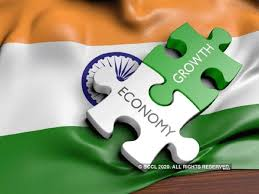 GROWTH
ECONOMY
© BCCL 2020. ALL RIGHTS RESERVED.